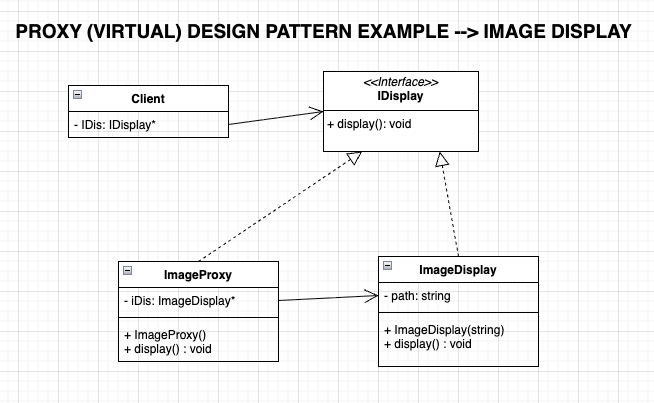 PROXY (VIRTUAL) DESIGN PATTERN EXAMPLE --> IMAGE DISPLAY
Client
- IDis: IDisplay*
<<Interface>>
IDisplay
+ display(): void
ImageProxy
- iDis: ImageDisplay*
+ ImageProxy()
+ display() : void
ImageDisplay
- path: string
+ ImageDisplay(string)
+ display() : void